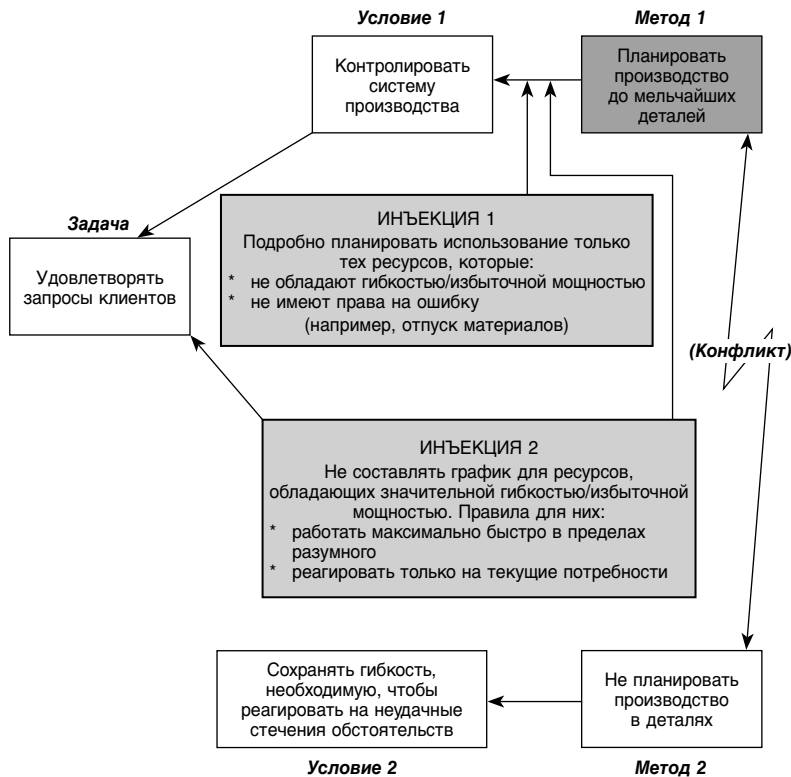 Условие 1
Метод 1
Контролировать
систему
производства
Планировать
производство
до мельчайших
деталей
Задача
Удовлетворять
запросы клиентов
ИНЪЕКЦИЯ 1
Подробно планировать использование только
тех ресурсов, которые:
* не обладают гибкостью/избыточной мощностью
* не имеют права на ошибку
(например, отпуск материалов)
(Конфликт)
ИНЪЕКЦИЯ 2
Не составлять график для ресурсов,
обладающих значительной гибкостью/избыточной
мощностью. Правила для них:
* работать максимально быстро в пределах
разумного
* реагировать только на текущие потребности
Сохранять гибкость,
необходимую, чтобы
реагировать на неудачные
стечения обстоятельств
Не планировать
производство
в деталях
Условие 2
Метод 2